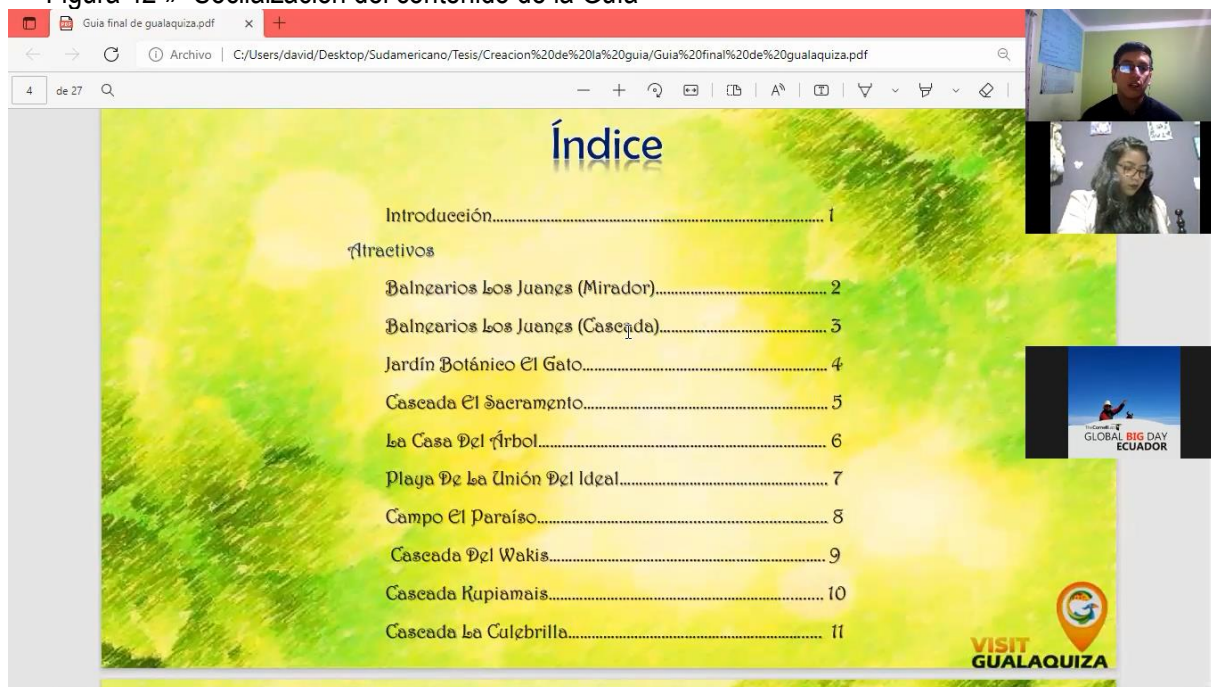 Figura 42 » Socialización del contenido de la Guía
Guia final de gualaquiza.pdf
Archivo C:/Users/david/Desktop/Sudamericano/Tesis/Creacion%20de%20la%20guia/Guia%20final%20de%20gualaquiza.pdf
4 de 27
Índice
Introducción 1
Atractivos
Balnearios Los Juanes (Mirador) 2
Balnearios Los Juanes (Cascada) 3
Jardín Botánico El Gato 4
Cascada El Sacramento 5
La Casa Del Árbol 6
Playa De La Unión Del Ideal 7
Campo El Paraíso 8
Cascada Del Wakis 9
Cascada Kupiamais 10
Cascada La Culebrilla 11
GLOBAL BIG DAY
ECUADOR
VISIT
GUALAQUIZA